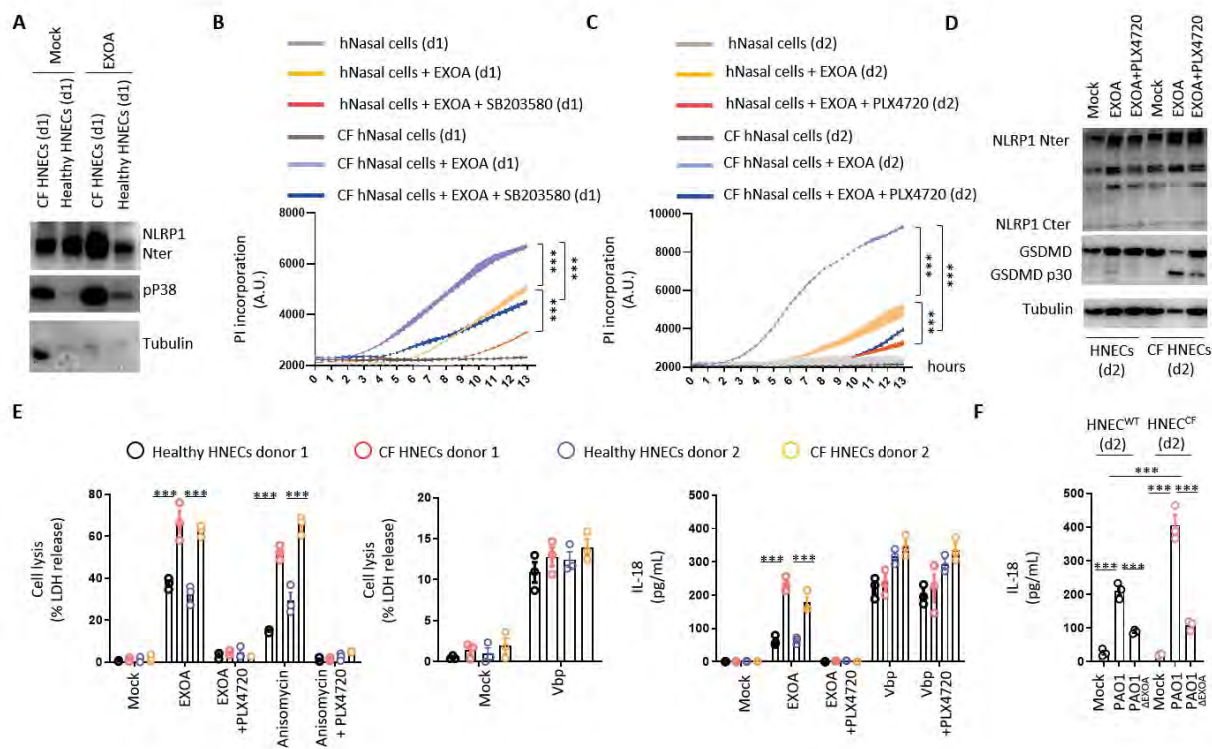 A
Mock
EXOA
CF HNECs (d1)
Healthy HNECs (d1)
CF HNECs (d1)
Healthy HNECs (d1)
NLRP1
Nter
pP38
Tubulin
B
hNasal cells (d1)
hNasal cells + EXOA (d1)
hNasal cells + EXOA + SB203580 (d1)
CF hNasal cells (d1)
CF hNasal cells + EXOA (d1)
CF hNasal cells + EXOA + SB203580 (d1)
PI incorporation
(A.U.)
8000
6000
4000
2000
0 1 2 3 4 5 6 7 8 9 10 11 12 13
***
***
***
C
hNasal cells (d2)
hNasal cells + EXOA (d2)
hNasal cells + EXOA + PLX4720 (d2)
CF hNasal cells (d2)
CF hNasal cells + EXOA (d2)
CF hNasal cells + EXOA + PLX4720 (d2)
PI incorporation
(A.U.)
10000
8000
6000
4000
2000
0 1 2 3 4 5 6 7 8 9 10 11 12 13
hours
***
***
***
D
Mock
EXOA
EXOA+PLX4720
Mock
EXOA
EXOA+PLX4720
NLRP1 Nter
NLRP1 Cter
GSDMD
GSDMD p30
Tubulin
HNECs
(d2)
CF HNECs
(d2)
E
Healthy HNECs donor 1
CF HNECs donor 1
Healthy HNECs donor 2
CF HNECs donor 2
Cell lysis
(% LDH release)
80
60
40
20
0
*** ***
*** ***
Mock
EXOA
EXOA
+PLX4720
Anisomycin
Anisomycin
+ PLX4720
Cell lysis
(% LDH release)
20
15
10
5
0
Mock
Vbp
IL-18
(pg/mL)
500
400
300
200
100
0
*** ***
Mock
EXOA
EXOA
+PLX4720
Vbp
Vbp
+PLX4720
F
HNECWT
(d2)
HNECCF
(d2)
***
*** ***
*** ***
IL-18
(pg/mL)
500
400
300
200
100
0
Mock
PAO1
PAO1
ΔEXOA
Mock
PAO1
PAO1
ΔEXOA